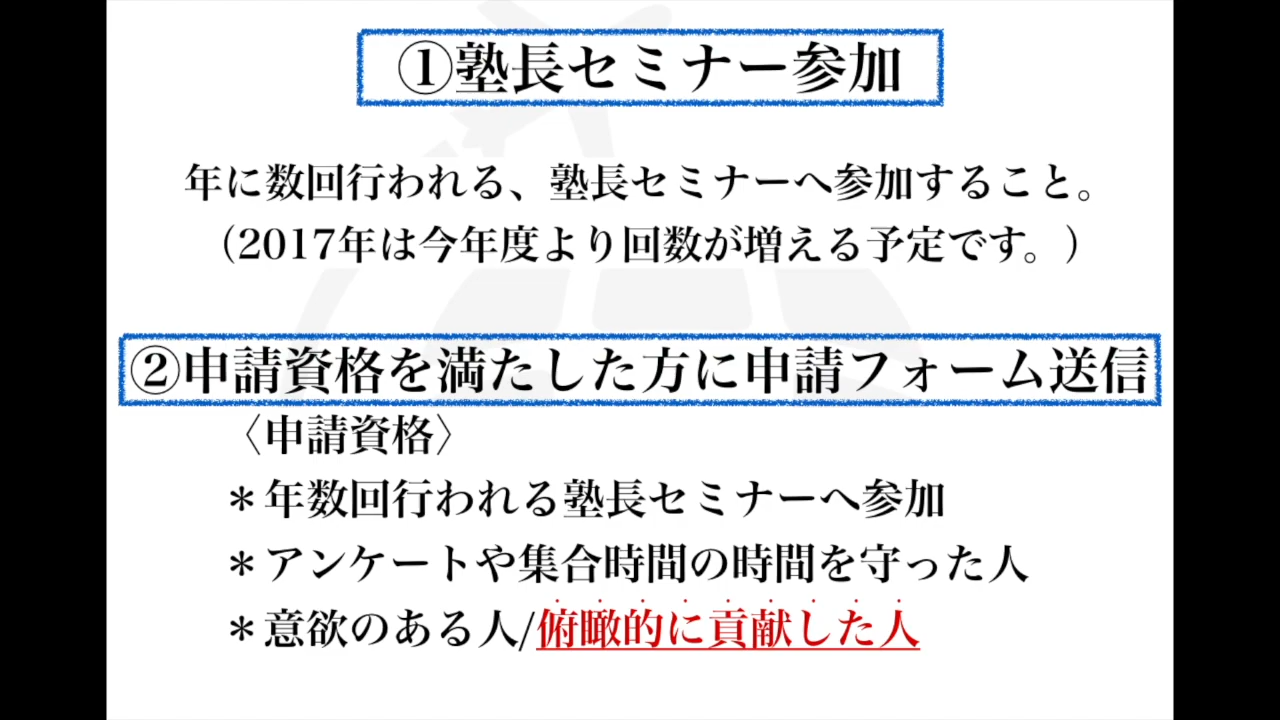 ①塾長セミナー参加
年に数回行われる、塾長セミナーへ参加すること。
（2017年は今年度より回数が増える予定です。）
②申請資格を満たした方に申請フォーム送信
〈申請資格〉
＊年数回行われる塾長セミナーへ参加
＊アンケートや集合時間の時間を守った人
＊意欲のある人/俯瞰的に貢献した人